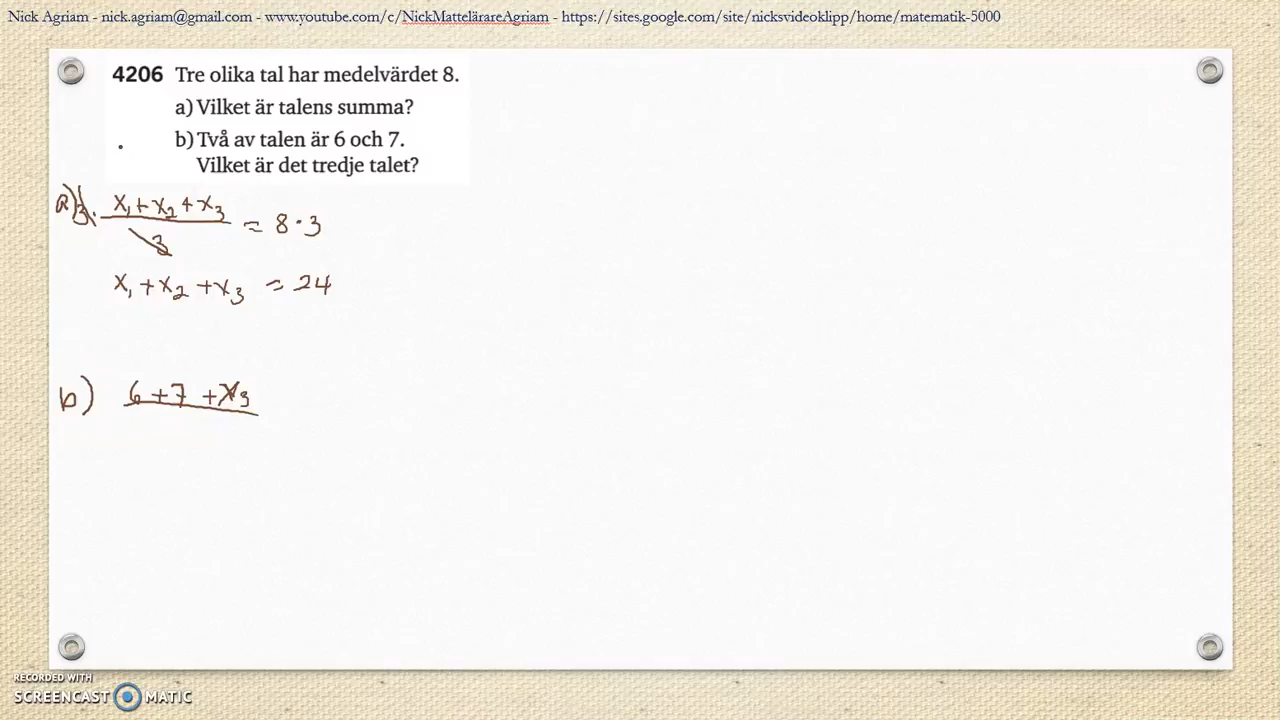 Nick Agriam - nick.agriam@gmail.com - www.youtube.com/c/NickMattelärareAgriam - https://sites.google.com/site/nicksvideoklipp/home/matematik-5000
4206 Tre olika tal har medelvärdet 8.
a) Vilket är talens summa?
b) Två av talen är 6 och 7.
Vilket är det tredje talet?
a) 3 · x₁ + x₂ + x₃ = 8 · 3
3
x₁ + x₂ + x₃ = 24
b) 6 + 7 + x₃
RECORDED WITH
SCREENCAST MATIC